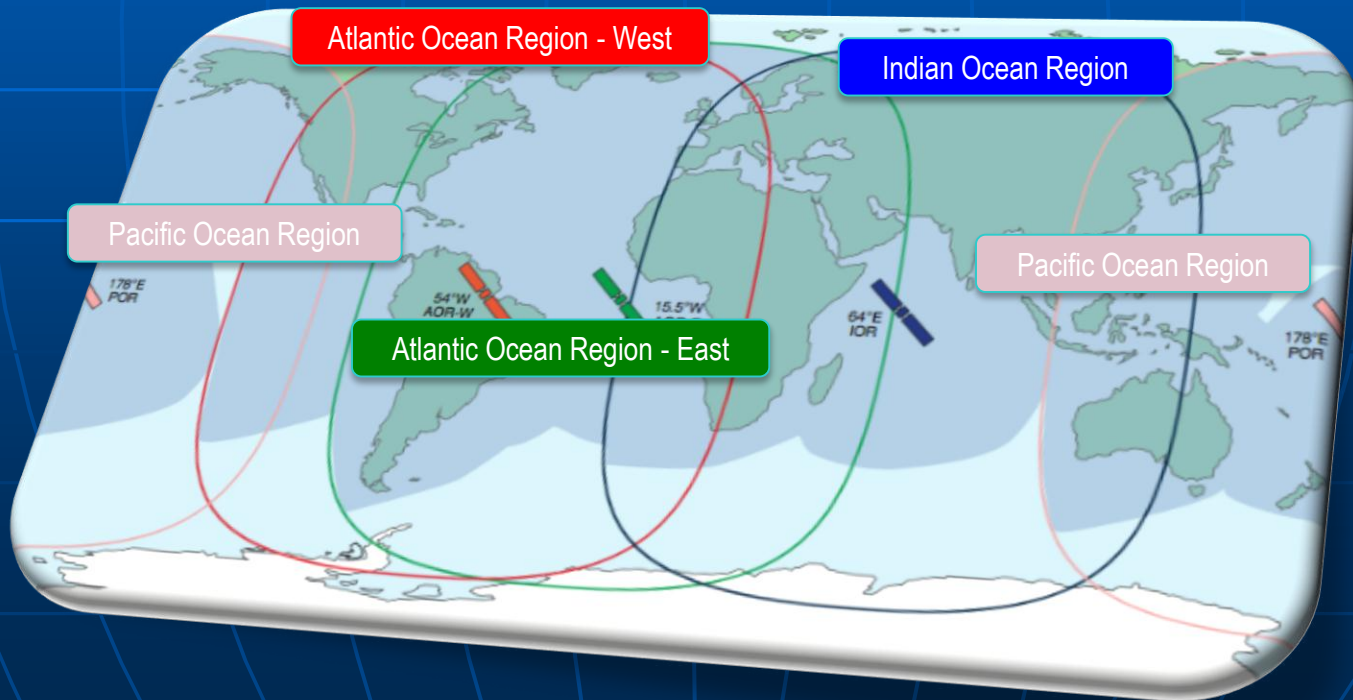 Atlantic Ocean Region - West
Indian Ocean Region
Pacific Ocean Region
Pacific Ocean Region
178°E
POR
54°W
AOR-W
15.5°W
64°E
IOR
178°E
POR
Atlantic Ocean Region - East